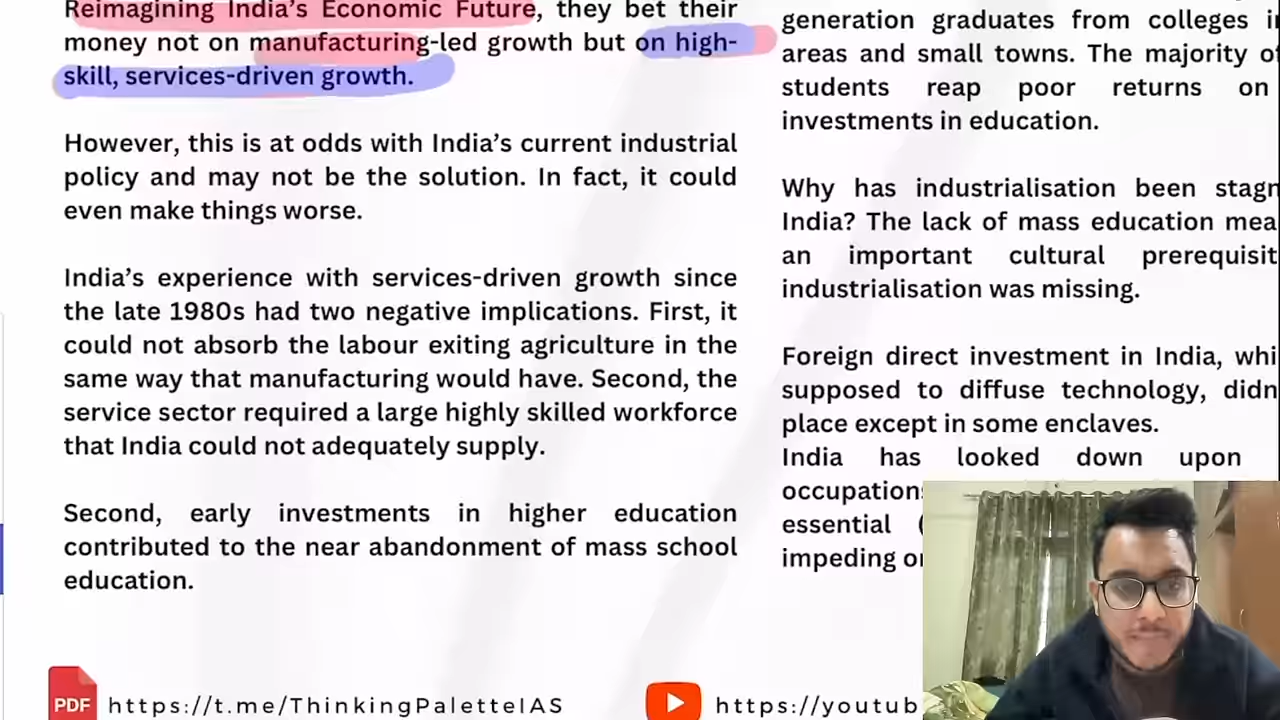 Reimagining India's Economic Future, they bet their
money not on manufacturing-led growth but on high-
skill, services-driven growth.
However, this is at odds with India's current industrial
policy and may not be the solution. In fact, it could
even make things worse.
India's experience with services-driven growth since
the late 1980s had two negative implications. First, it
could not absorb the labour exiting agriculture in the
same way that manufacturing would have. Second, the
service sector required a large highly skilled workforce
that India could not adequately supply.
Second, early investments in higher education
contributed to the near abandonment of mass school
education.
generation graduates from colleges
areas and small towns. The majority
students reap poor returns on
investments in education.
Why has industrialisation been
India? The lack of mass education
an important cultural
industrialisation was missing.
Foreign direct investment in India,
supposed to diffuse technology,
place except in some enclaves.
India has looked down upon
essential (
impeding
PDF
https://t.me/ThinkingPaletteIAS
https://youtub